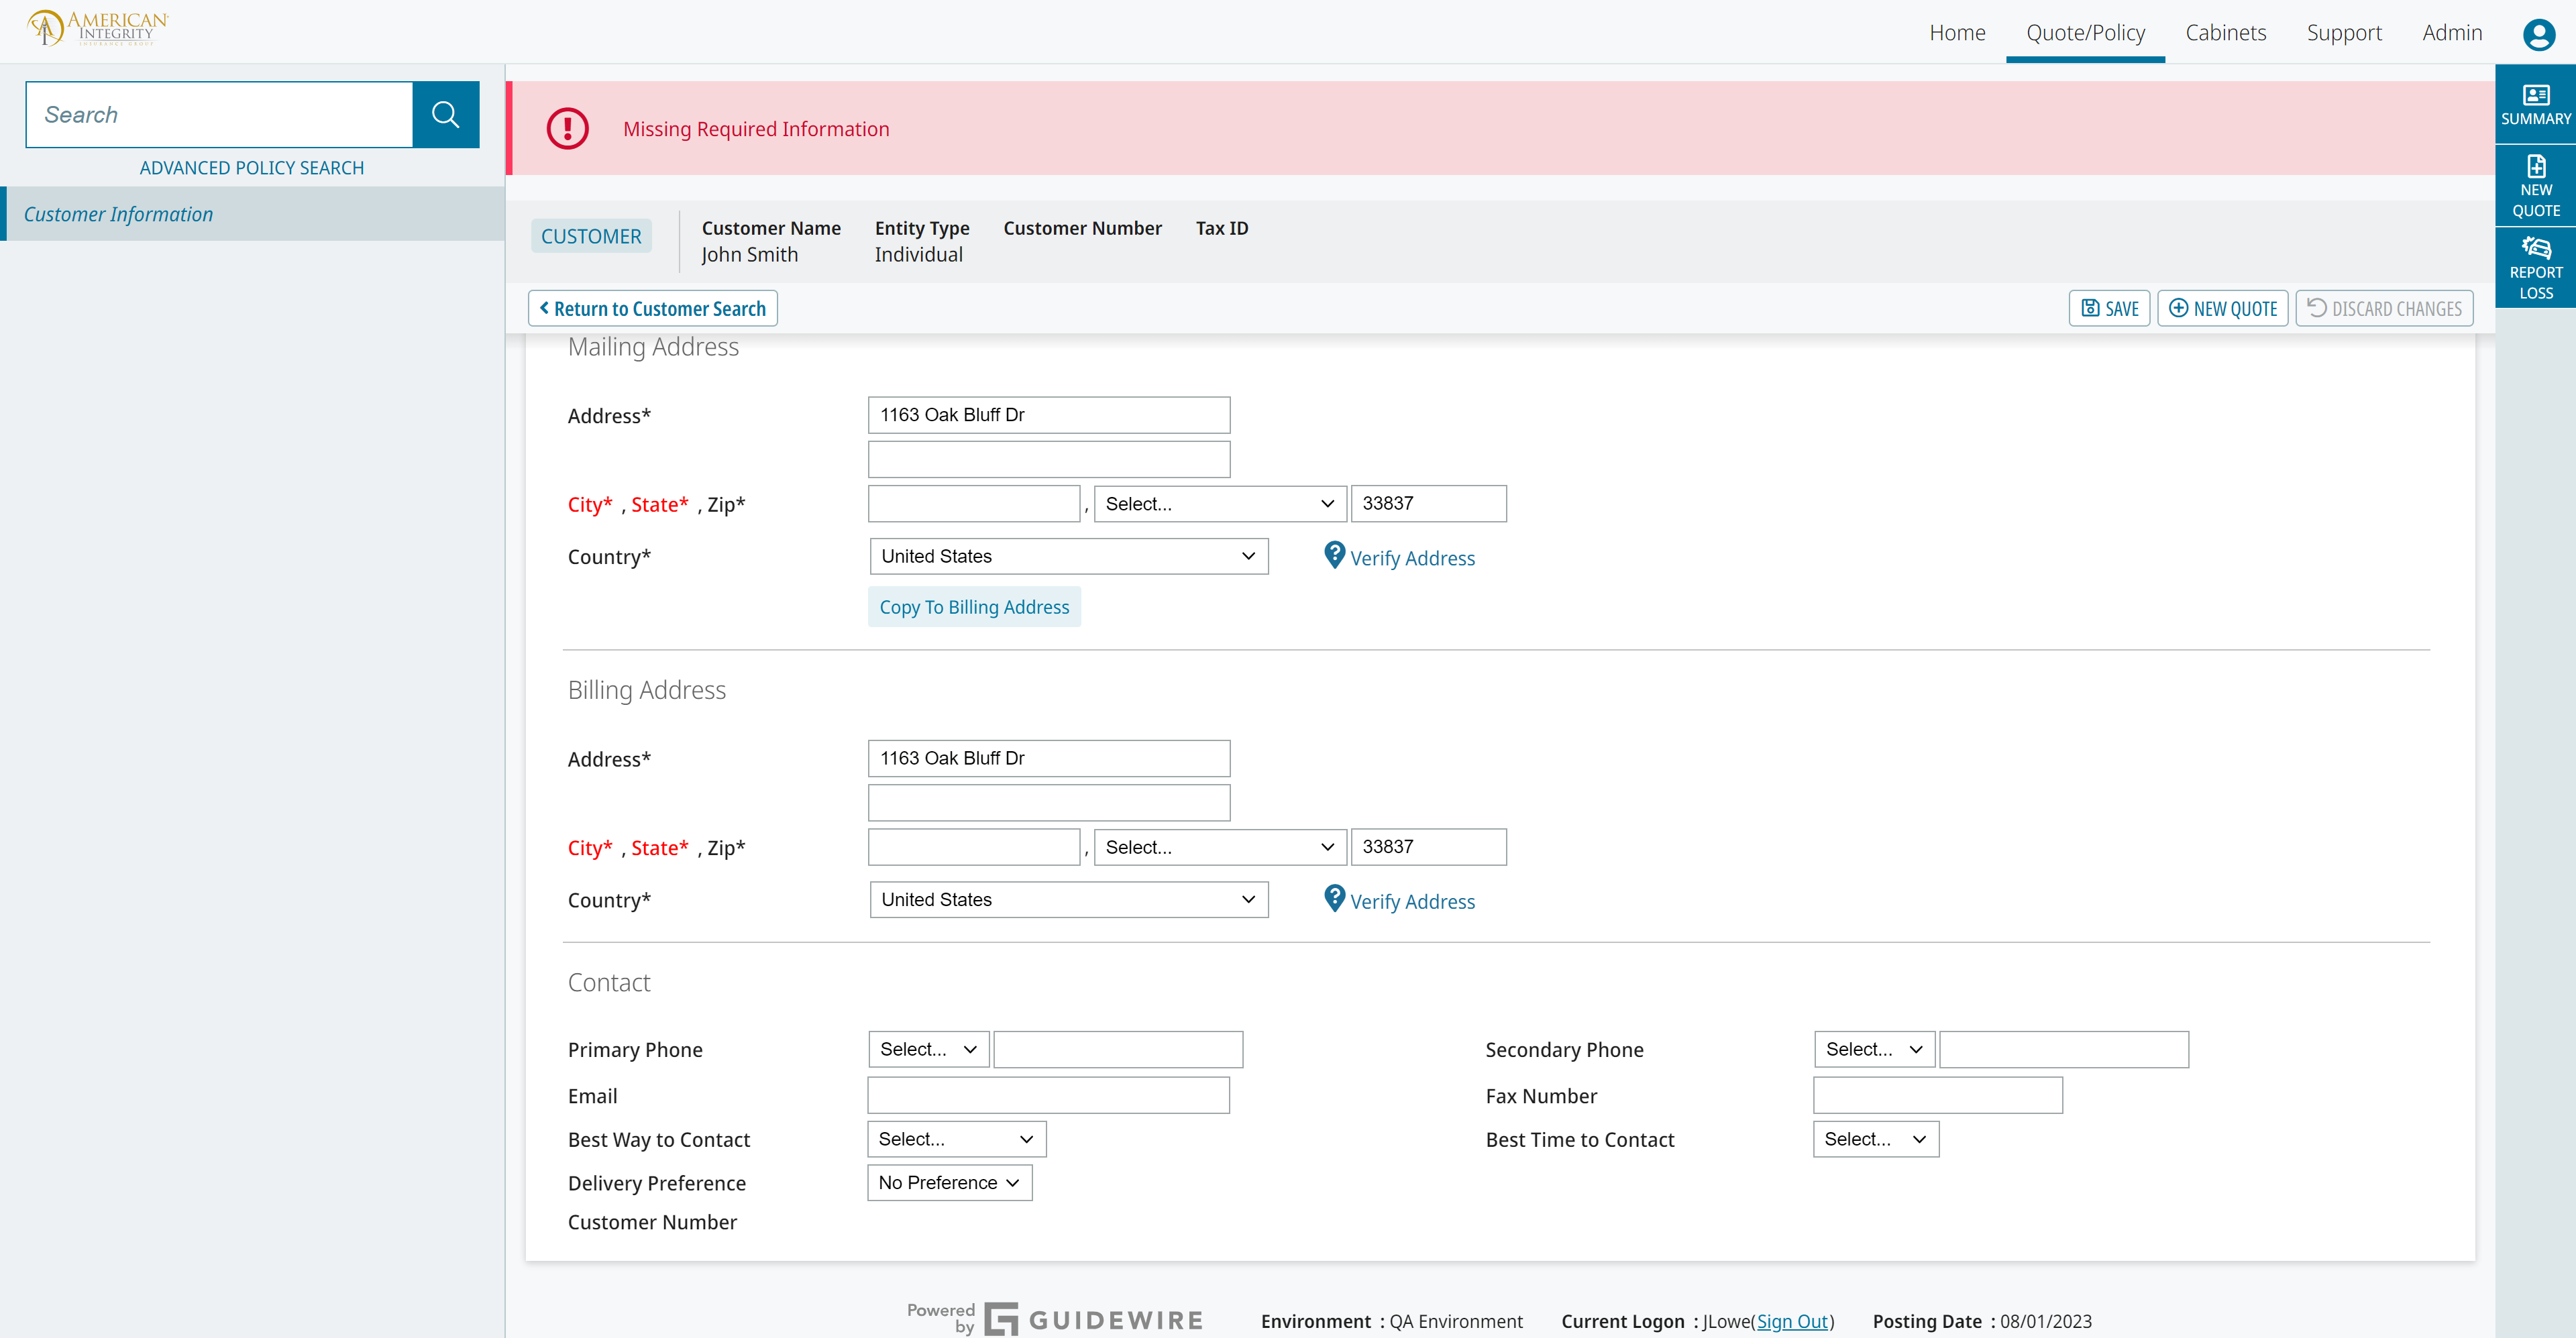 AMERICAN
INTEGRITY
INSURANCE GROUP
Home Quote/Policy Cabinets Support Admin
Search
ADVANCED POLICY SEARCH
Customer Information
Missing Required Information
SUMMARY
NEW
QUOTE
REPORT
LOSS
CUSTOMER
Customer Name Entity Type Customer Number Tax ID
John Smith Individual
Return to Customer Search
SAVE NEW QUOTE DISCARD CHANGES
Mailing Address
Address* 1163 Oak Bluff Dr
City* , State* , Zip* , Select... 33837
Country* United States Verify Address
Copy To Billing Address
Billing Address
Address* 1163 Oak Bluff Dr
City* , State* , Zip* , Select... 33837
Country* United States Verify Address
Contact
Primary Phone Select... Secondary Phone Select...
Email Fax Number
Best Way to Contact Select... Best Time to Contact Select...
Delivery Preference No Preference
Customer Number
Powered
by GUIDEWIRE Environment : QA Environment Current Logon : JLowe(Sign Out) Posting Date : 08/01/2023